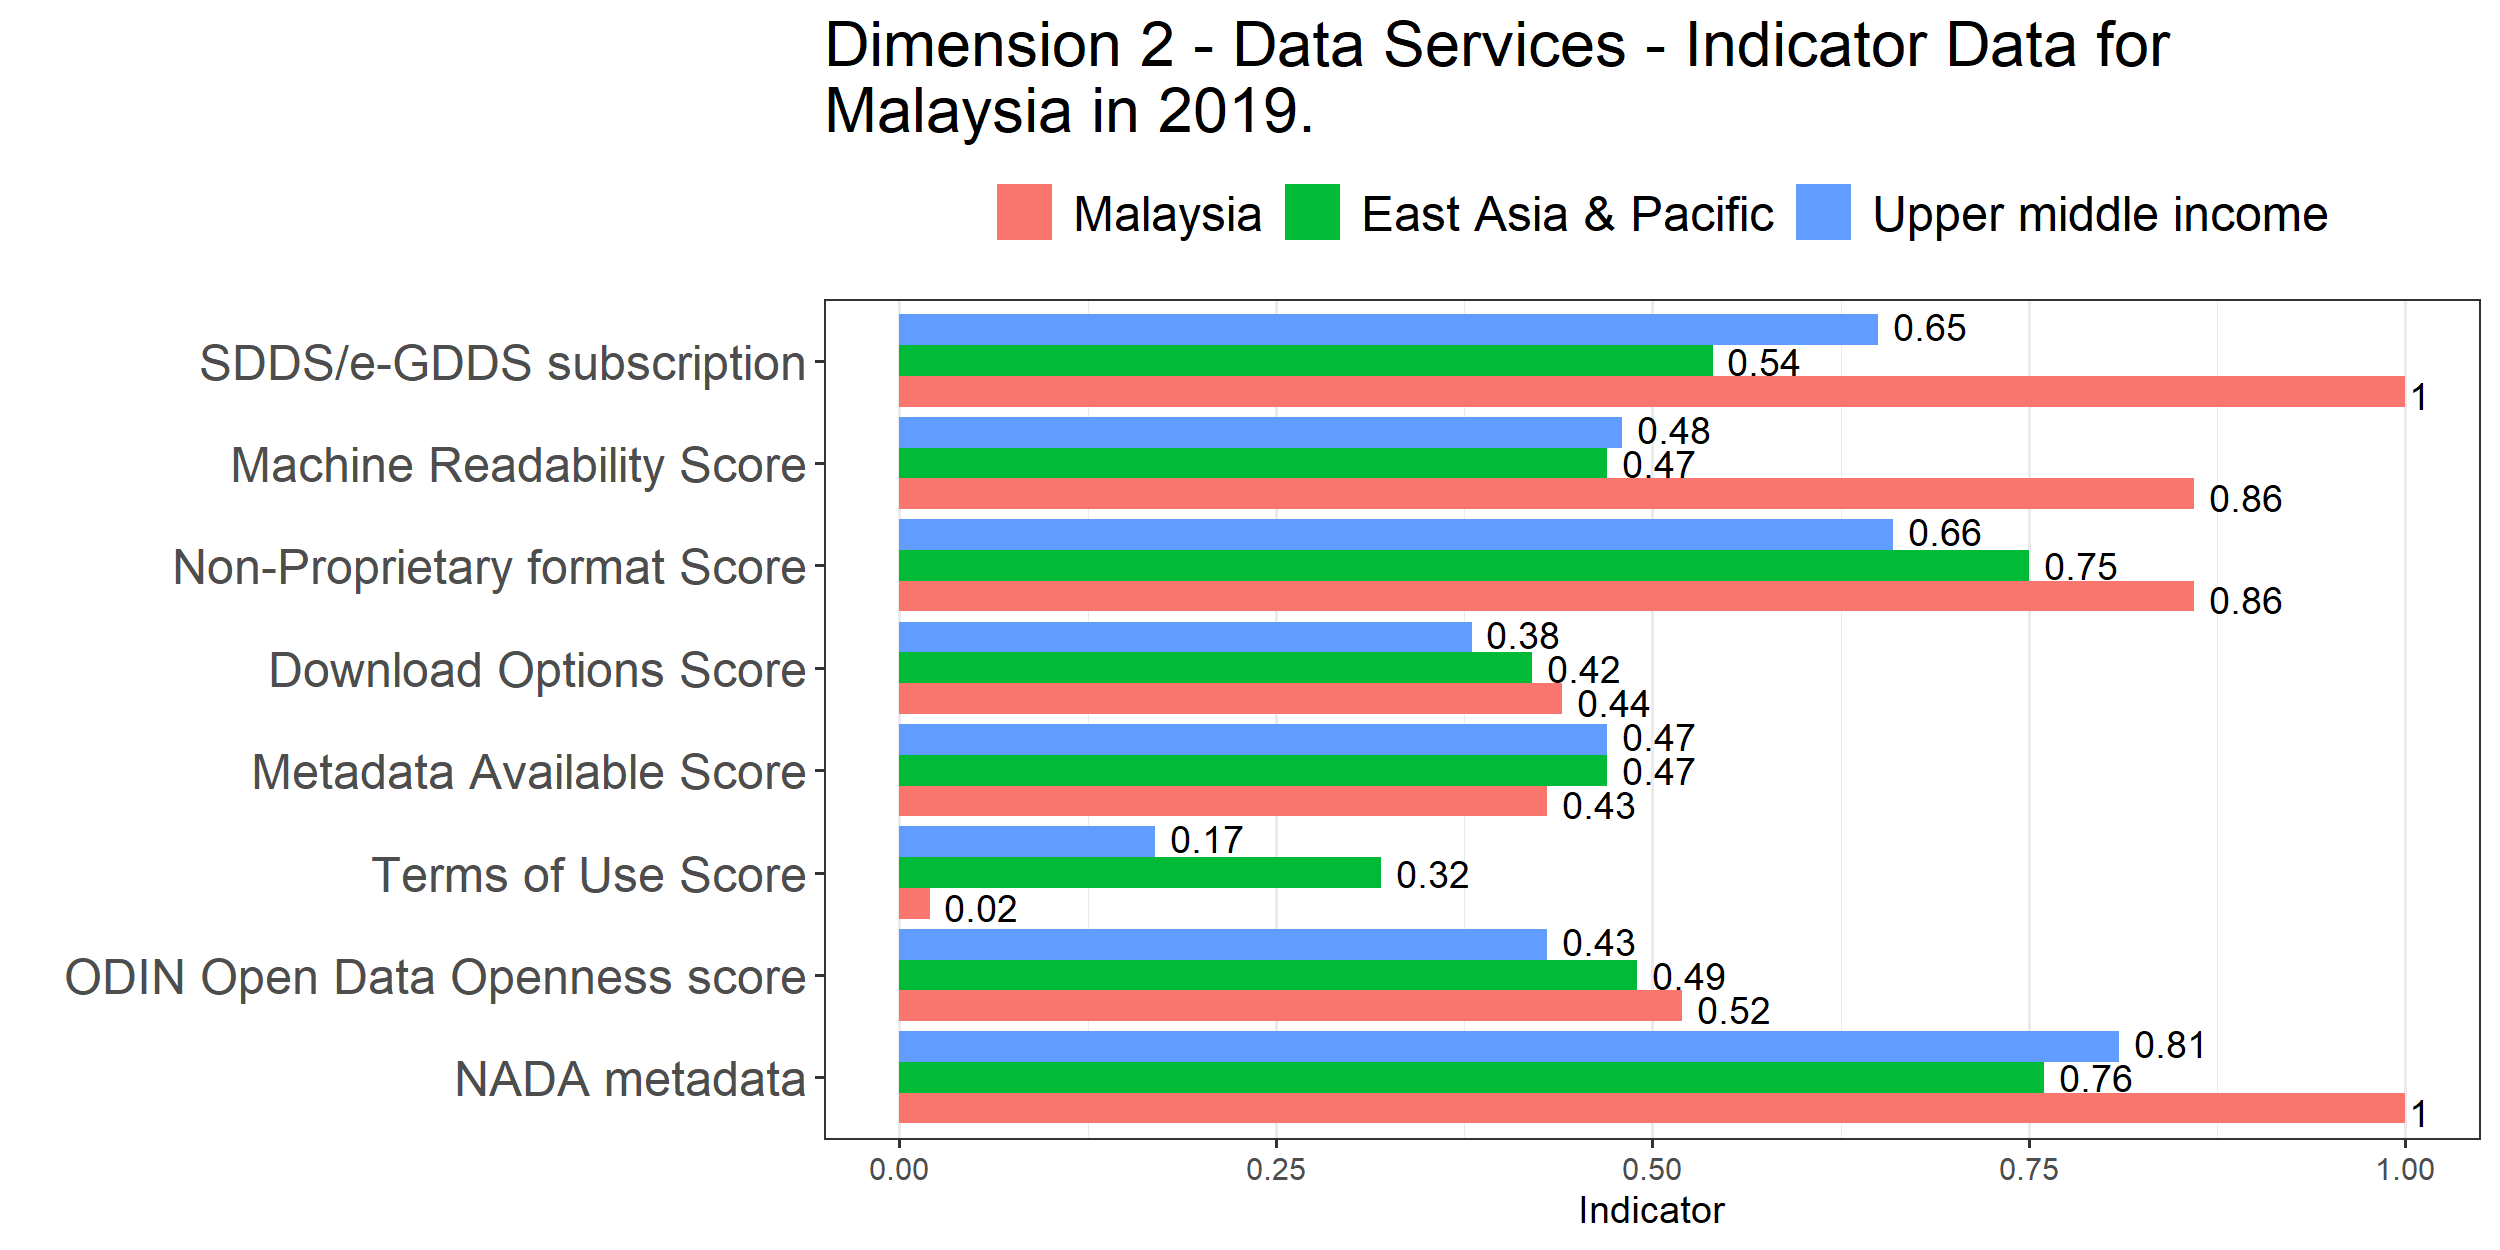 Dimension 2 - Data Services - Indicator Data for
Malaysia in 2019.
Malaysia East Asia & Pacific Upper middle income
SDDS/e-GDDS subscription
0.65
0.54
1
Machine Readability Score
0.48
0.47
0.86
Non-Proprietary format Score
0.66
0.75
0.86
Download Options Score
0.38
0.42
0.44
Metadata Available Score
0.47
0.47
0.43
Terms of Use Score
0.17
0.32
0.02
ODIN Open Data Openness score
0.43
0.49
0.52
NADA metadata
0.81
0.76
1
0.00 0.25 0.50 0.75 1.00
Indicator